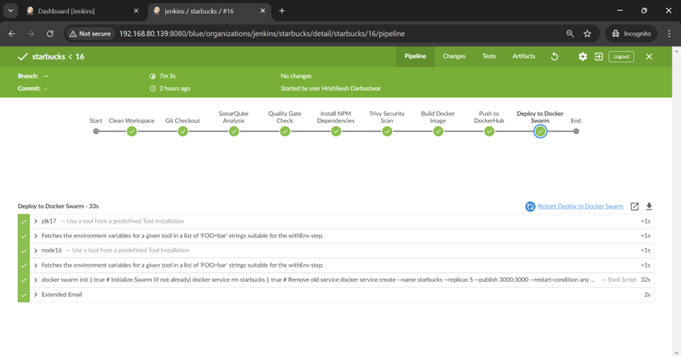 Dashboard [Jenkins]
jenkins / starbucks / #16
Not secure
192.168.80.139:8080/blue/organizations/jenkins/starbucks/detail/starbucks/16/pipeline
Incognito
starbucks < 16
Pipeline
Changes
Tests
Artifacts
Logout
Branch: —
7m 5s
No changes
Commit: —
2 hours ago
Started by user Hrishikesh Darbastwar
Start
Clean Workspace
Git Checkout
SonarQube Analysis
Quality Gate Check
Install NPM Dependencies
Trivy Security Scan
Build Docker Image
Push to DockerHub
Deploy to Docker Swarm
End
Deploy to Docker Swarm - 33s
Restart Deploy to Docker Swarm
jdk17 — Use a tool from a predefined Tool Installation <1s
Fetches the environment variables for a given tool in a list of 'FOO=bar' strings suitable for the withEnv step. <1s
node16 — Use a tool from a predefined Tool Installation <1s
Fetches the environment variables for a given tool in a list of 'FOO=bar' strings suitable for the withEnv step. <1s
docker swarm init || true # Initialize Swarm (if not already) docker service rm starbucks || true # Remove old service docker service create --name starbucks --replicas 5 --publish 3000:3000 --restart-condition any ... — Shell Script 32s
Extended Email 2s